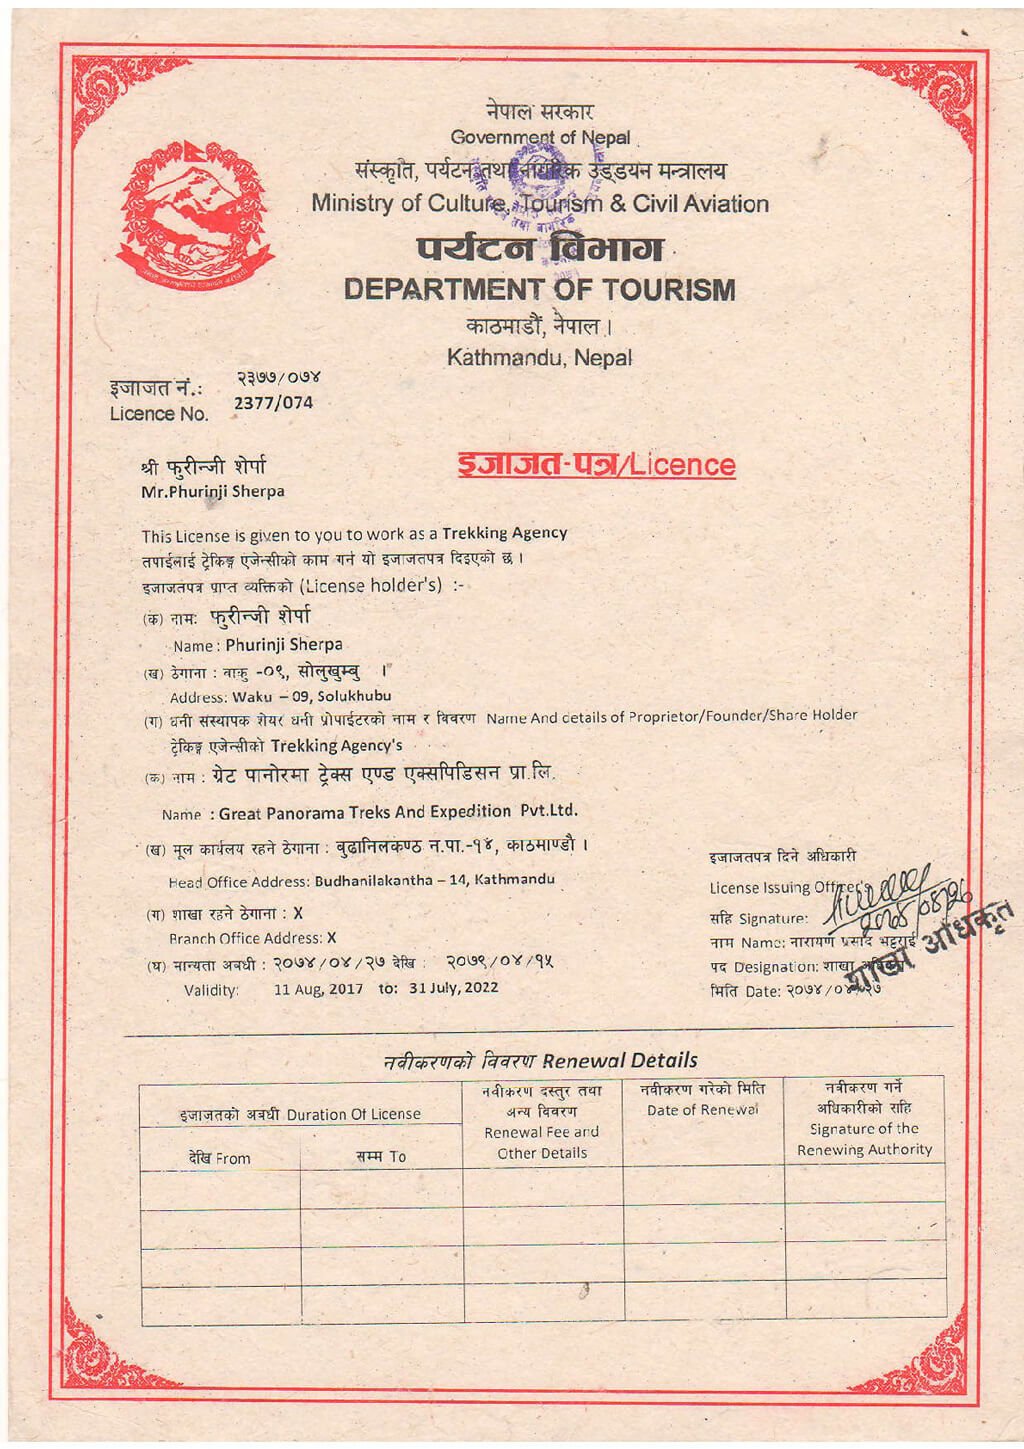 नेपाल सरकार
Government of Nepal
संस्कृति, पर्यटन तथा नागरिक उड्डयन मन्त्रालय
Ministry of Culture, Tourism & Civil Aviation
पर्यटन विभाग
DEPARTMENT OF TOURISM
काठमाडौं, नेपाल ।
Kathmandu, Nepal
इजाजत नं.: २३७७/०७४
Licence No. 2377/074
इजाजत-पत्र/Licence
श्री फुरीन्जी शेर्पा
Mr.Phurinji Sherpa
This License is given to you to work as a Trekking Agency
तपाईलाई ट्रेकिङ्ग एजेन्सीको काम गर्न यो इजाजतपत्र दिइएको छ ।
इजाजतपत्र प्राप्त व्यक्तिको (License holder's) :-
(क) नामः फुरीन्जी शेर्पा
Name : Phurinji Sherpa
(ख) ठेगाना : वाकु -०९, सोलुखुम्बु ।
Address: Waku – 09, Solukhubu
(ग) धनी संस्थापक शेयर धनी प्रोपाईटरको नाम र विवरण Name And details of Proprietor/Founder/Share Holder
ट्रेकिङ्ग एजेन्सीको Trekking Agency's
(क) नाम : ग्रेट पानोरमा ट्रेक्स एण्ड एक्सपिडिसन प्रा.लि.
Name : Great Panorama Treks And Expedition Pvt.Ltd.
(ख) मूल कार्यलय रहने ठेगाना : बुढानिलकण्ठ न.पा.-१४, काठमाण्डौ ।
Head Office Address: Budhanilakantha – 14, Kathmandu
(ग) शाखा रहने ठेगाना : X
Branch Office Address: X
(घ) मान्यता अबधी : २०७४/०४/२७ देखि : २०७९/०४/१५
Validity: 11 Aug, 2017 to: 31 July, 2022
इजाजतपत्र दिने अधिकारी
License Issuing Officer's
सहि Signature:
नाम Name: नारायण प्रसाद भट्टराई
पद Designation: शाखा अधिकृत
मिति Date: २०७४/०४/२७
शाखा अधिकृत
नवीकरणको विवरण Renewal Details
इजाजतको अबधी Duration Of License
देखि From
सम्म To
नवीकरण दस्तुर तथा
अन्य विवरण
Renewal Fee and
Other Details
नवीकरण गरेको मिति
Date of Renewal
नवीकरण गर्ने
अधिकारीको सहि
Signature of the
Renewing Authority